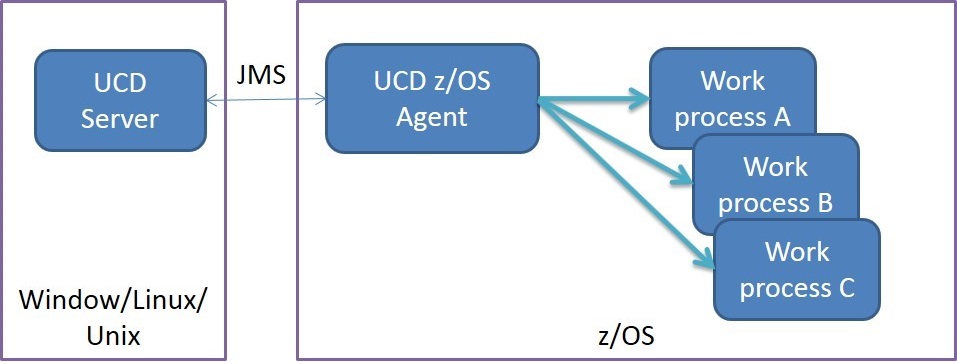 UCD
Server
JMS
UCD z/OS
Agent
Work
process A
Work
process B
Work
process C
Window/Linux/
Unix
z/OS